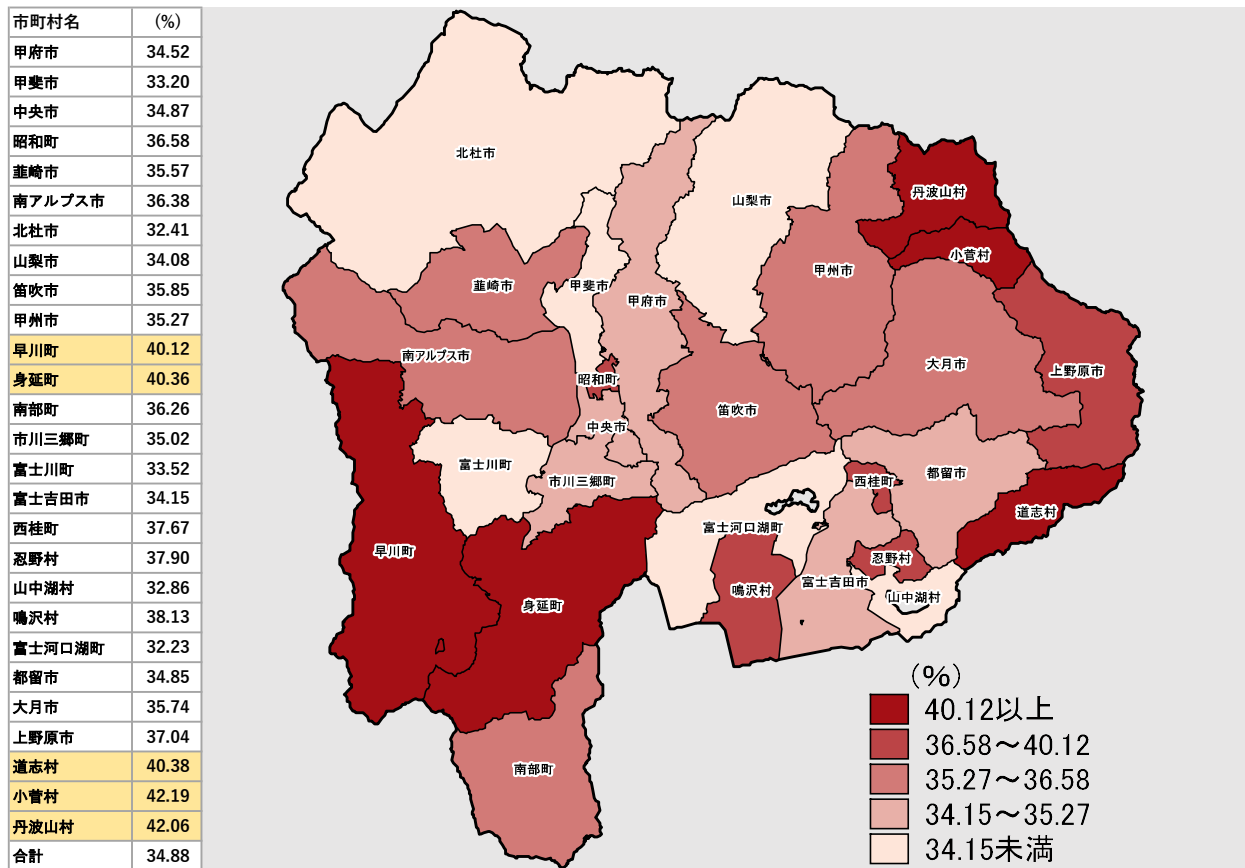 市町村名 (%)
甲府市 34.52
甲斐市 33.20
中央市 34.87
昭和町 36.58
韮崎市 35.57
南アルプス市 36.38
北杜市 32.41
山梨市 34.08
笛吹市 35.85
甲州市 35.27
早川町 40.12
身延町 40.36
南部町 36.26
市川三郷町 35.02
富士川町 33.52
富士吉田市 34.15
西桂町 37.67
忍野村 37.90
山中湖村 32.86
鳴沢村 38.13
富士河口湖町 32.23
都留市 34.85
大月市 35.74
上野原市 37.04
道志村 40.38
小菅村 42.19
丹波山村 42.06
合計 34.88
北杜市
山梨市
丹波山村
小菅村
甲州市
韮崎市
甲斐市
甲府市
南アルプス市
大月市
上野原市
昭和町
笛吹市
中央市
富士川町
市川三郷町
西桂町
都留市
道志村
富士河口湖町
早川町
忍野村
富士吉田市
鳴沢村
山中湖村
身延町
南部町
(%)
40.12以上
36.58～40.12
35.27～36.58
34.15～35.27
34.15未満